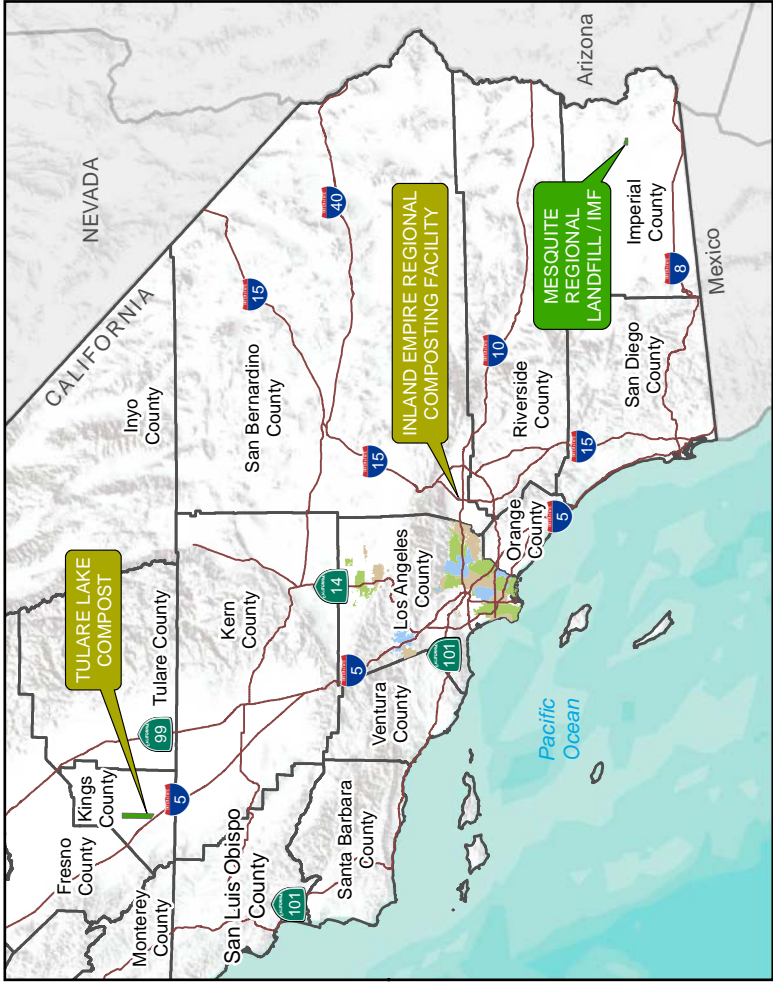 NEVADA
CALIFORNIA
Arizona
Mexico
Fresno
County
Kings
County
TULARE LAKE
COMPOST
Tulare County
99
5
Monterey
County
Inyo
County
San Luis Obispo
County
101
Kern
County
San Bernardino
County
15
40
14
5
Santa Barbara
County
Ventura
County
101
Los Angeles
County
15
INLAND EMPIRE REGIONAL
COMPOSTING FACILITY
Orange
County
5
Riverside
County
10
15
MESQUITE
REGIONAL
LANDFILL / IMF
San Diego
County
Imperial
County
8
Pacific
Ocean